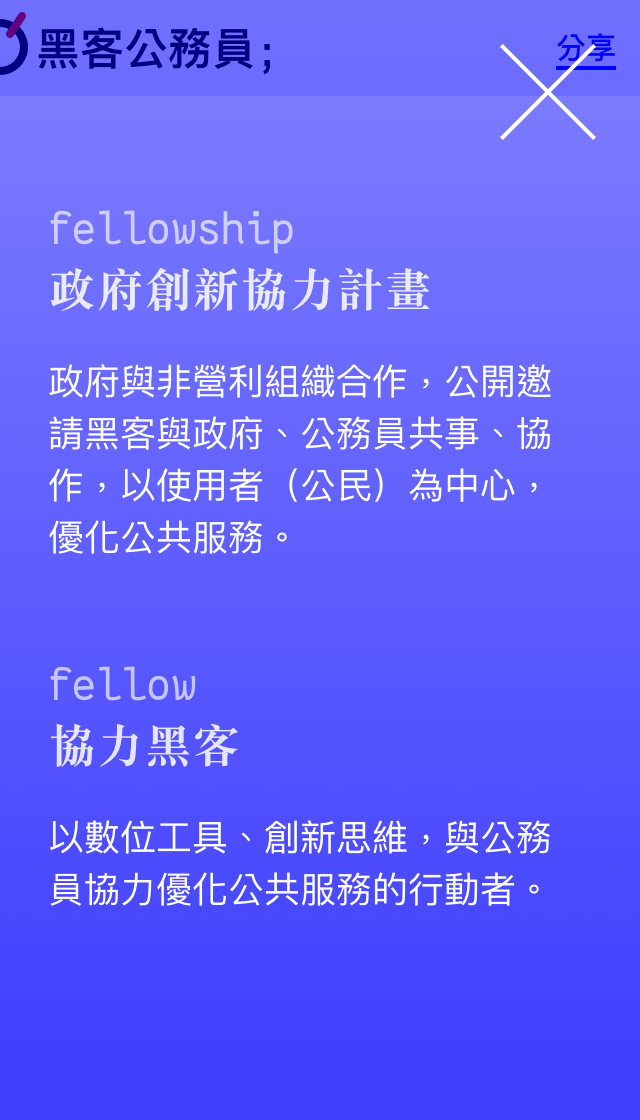 黑客公務員;
分享
fellowship
政府創新協力計畫
政府與非營利組織合作，公開邀
請黑客與政府、公務員共事、協
作，以使用者（公民）為中心，
優化公共服務。
fellow
協力黑客
以數位工具、創新思維，與公務
員協力優化公共服務的行動者。